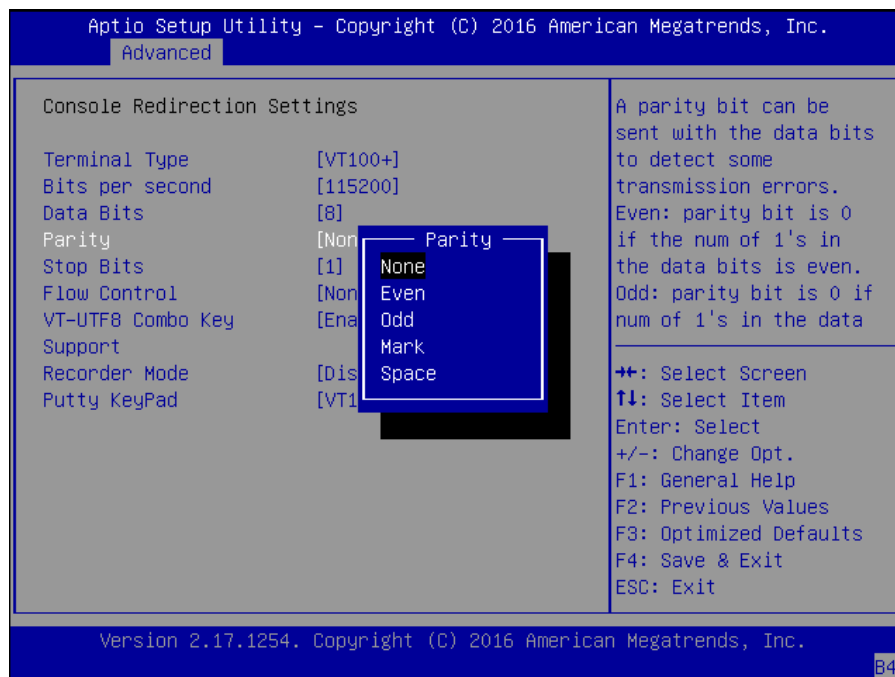 Aptio Setup Utility – Copyright (C) 2016 American Megatrends, Inc.
Advanced
Console Redirection Settings
Terminal Type [VT100+]
Bits per second [115200]
Data Bits [8]
Parity [Non
Stop Bits [1]
Flow Control [Non
VT-UTF8 Combo Key [Ena
Support
Recorder Mode [Dis
Putty KeyPad [VT1
Parity
None
Even
Odd
Mark
Space
A parity bit can be
sent with the data bits
to detect some
transmission errors.
Even: parity bit is 0
if the num of 1's in
the data bits is even.
Odd: parity bit is 0 if
num of 1's in the data
→←: Select Screen
↑↓: Select Item
Enter: Select
+/-: Change Opt.
F1: General Help
F2: Previous Values
F3: Optimized Defaults
F4: Save & Exit
ESC: Exit
Version 2.17.1254. Copyright (C) 2016 American Megatrends, Inc.
B4